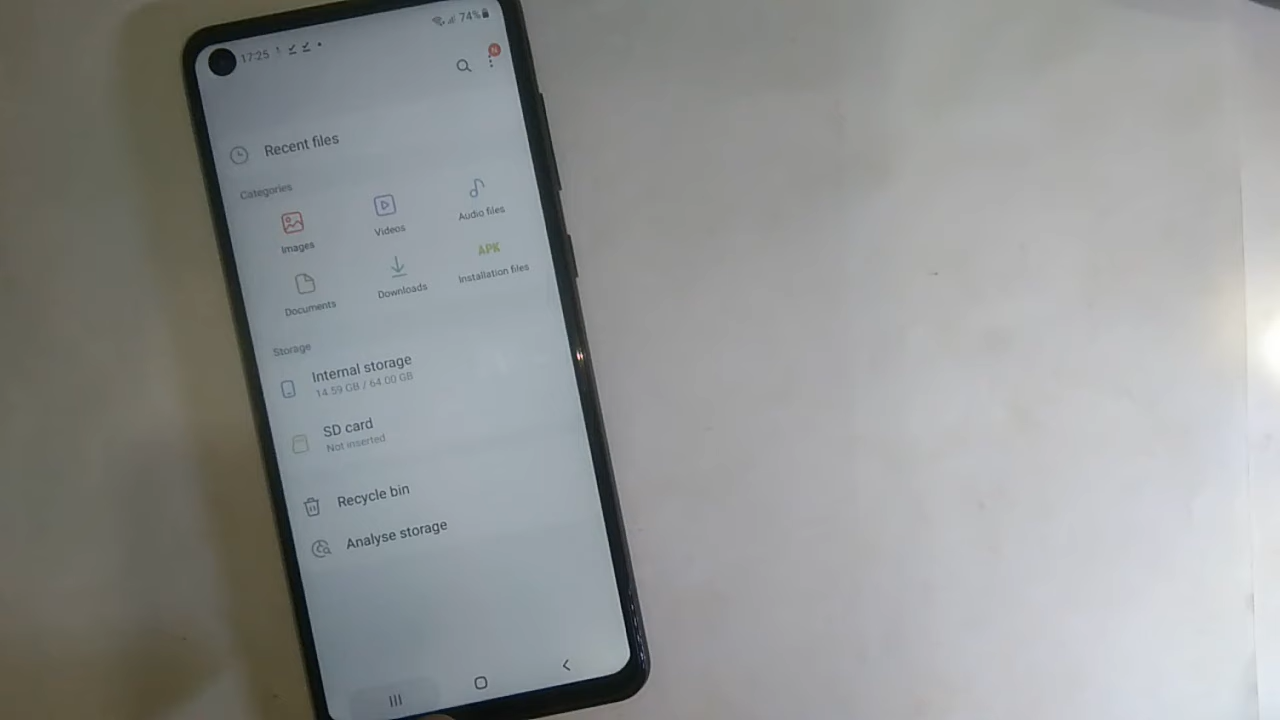 17:25 74%
N
Recent files
Categories
Images Videos Audio files
APK
Documents Downloads Installation files
Storage
Internal storage
14.59 GB / 64.00 GB
SD card
Not inserted
Recycle bin
Analyse storage